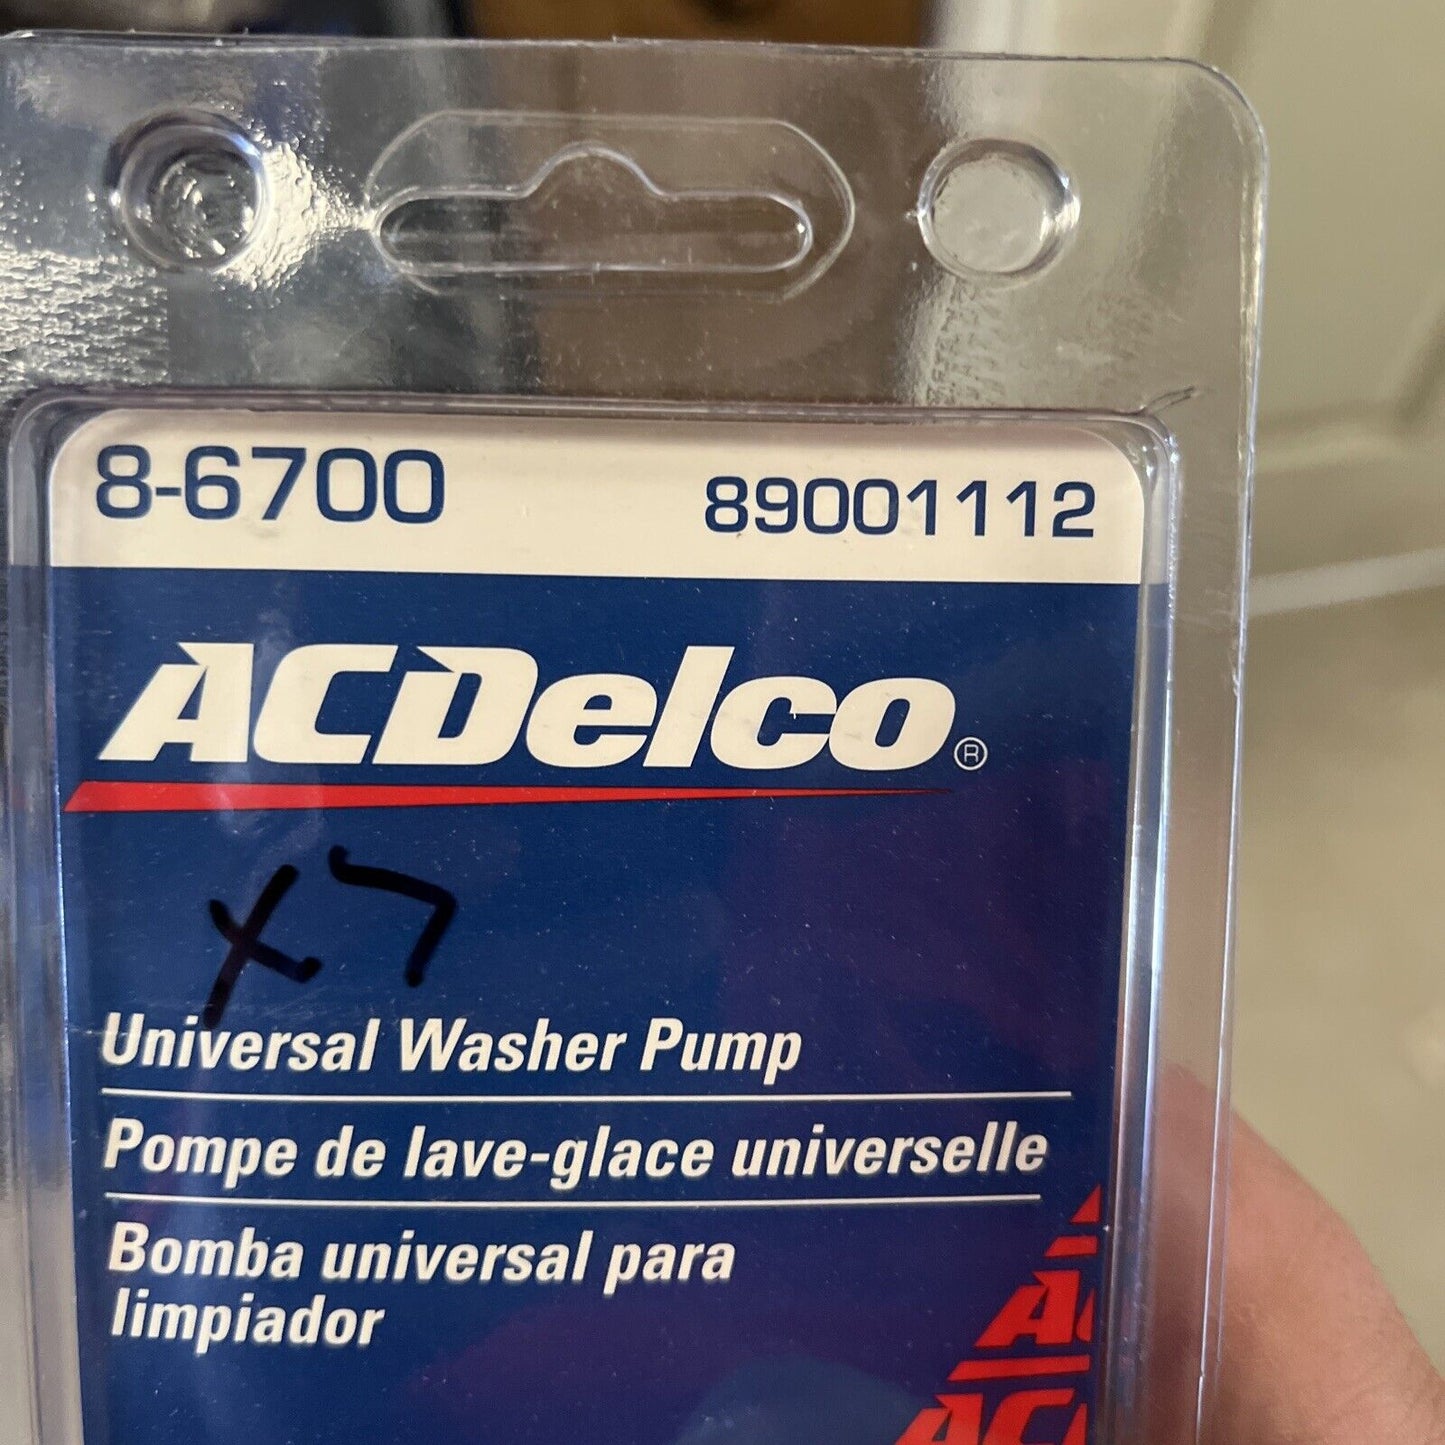 8-6700 89001112
ACDelco®
X7
Universal Washer Pump
Pompe de lave-glace universelle
Bomba universal para
limpiador